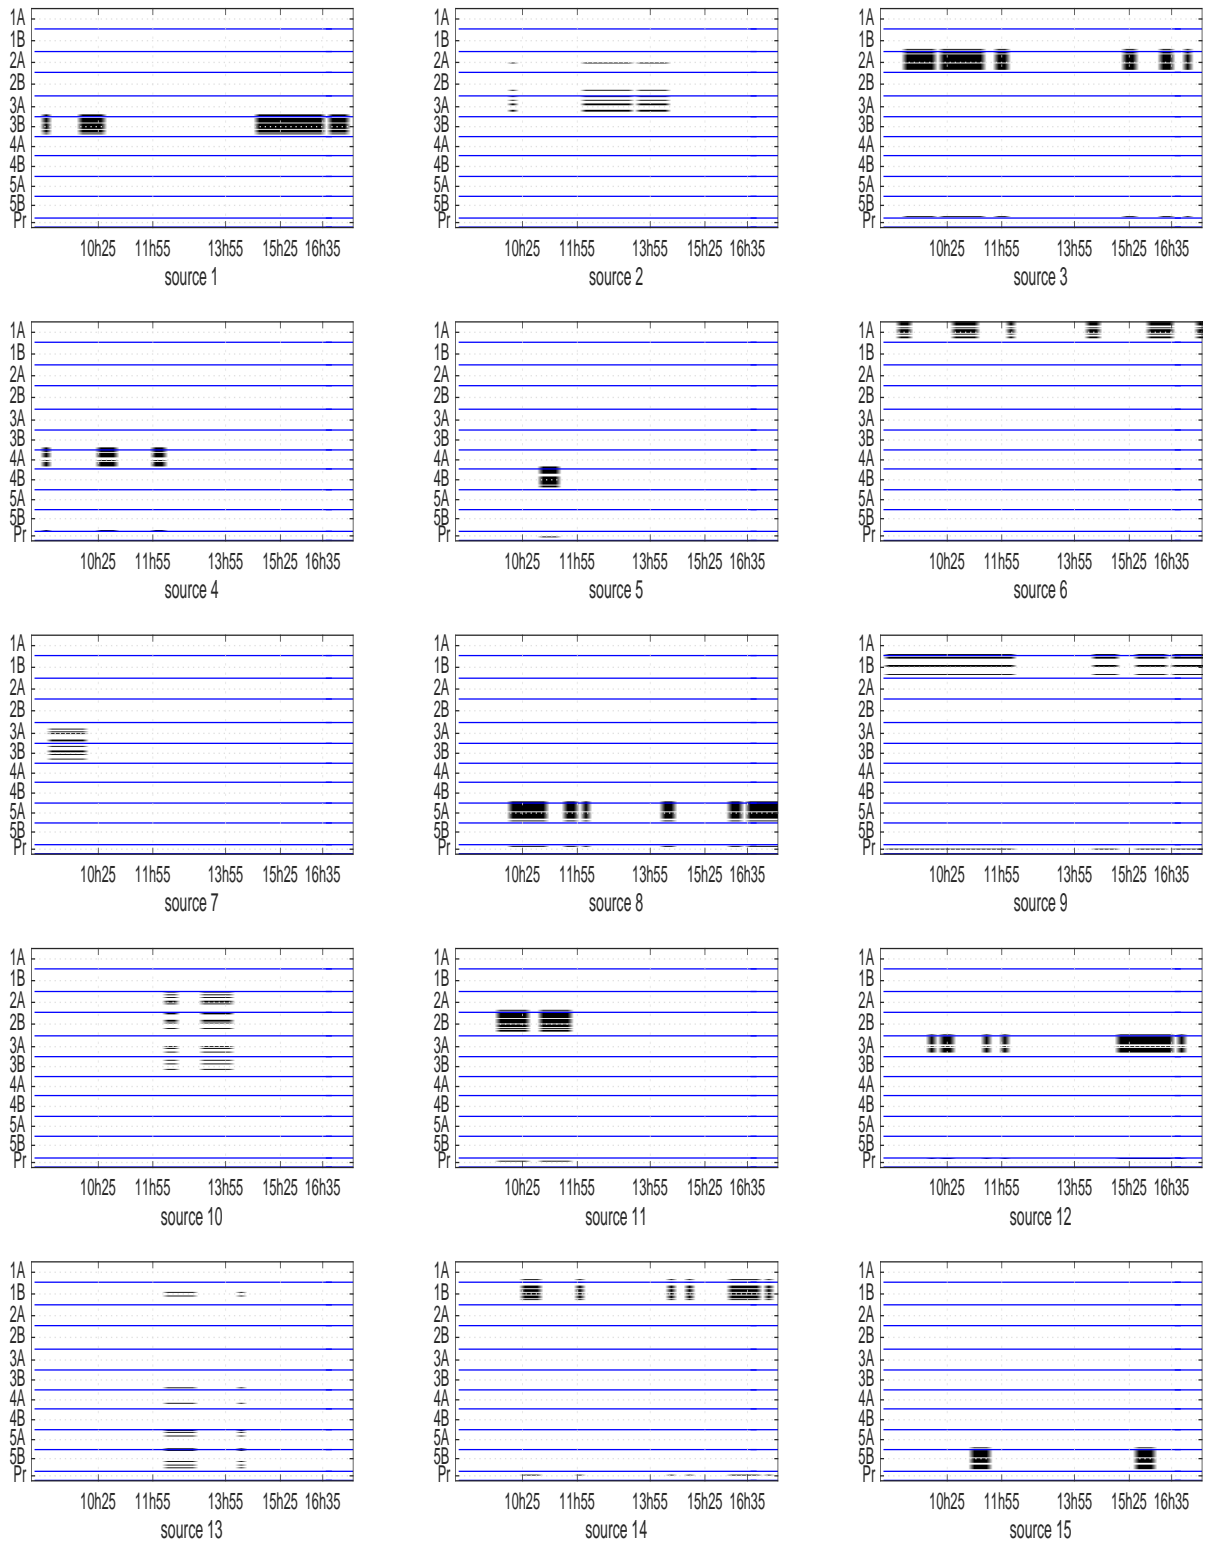 1A 1A 1A
1B 1B 1B
2A 2A 2A
2B 2B 2B
3A 3A 3A
3B 3B 3B
4A 4A 4A
4B 4B 4B
5A 5A 5A
5B 5B 5B
Pr Pr Pr
10h25 11h55 13h55 15h25 16h35 10h25 11h55 13h55 15h25 16h35 10h25 11h55 13h55 15h25 16h35
source 1 source 2 source 3
1A 1A 1A
1B 1B 1B
2A 2A 2A
2B 2B 2B
3A 3A 3A
3B 3B 3B
4A 4A 4A
4B 4B 4B
5A 5A 5A
5B 5B 5B
Pr Pr Pr
10h25 11h55 13h55 15h25 16h35 10h25 11h55 13h55 15h25 16h35 10h25 11h55 13h55 15h25 16h35
source 4 source 5 source 6
1A 1A 1A
1B 1B 1B
2A 2A 2A
2B 2B 2B
3A 3A 3A
3B 3B 3B
4A 4A 4A
4B 4B 4B
5A 5A 5A
5B 5B 5B
Pr Pr Pr
10h25 11h55 13h55 15h25 16h35 10h25 11h55 13h55 15h25 16h35 10h25 11h55 13h55 15h25 16h35
source 7 source 8 source 9
1A 1A 1A
1B 1B 1B
2A 2A 2A
2B 2B 2B
3A 3A 3A
3B 3B 3B
4A 4A 4A
4B 4B 4B
5A 5A 5A
5B 5B 5B
Pr Pr Pr
10h25 11h55 13h55 15h25 16h35 10h25 11h55 13h55 15h25 16h35 10h25 11h55 13h55 15h25 16h35
source 10 source 11 source 12
1A 1A 1A
1B 1B 1B
2A 2A 2A
2B 2B 2B
3A 3A 3A
3B 3B 3B
4A 4A 4A
4B 4B 4B
5A 5A 5A
5B 5B 5B
Pr Pr Pr
10h25 11h55 13h55 15h25 16h35 10h25 11h55 13h55 15h25 16h35 10h25 11h55 13h55 15h25 16h35
source 13 source 14 source 15